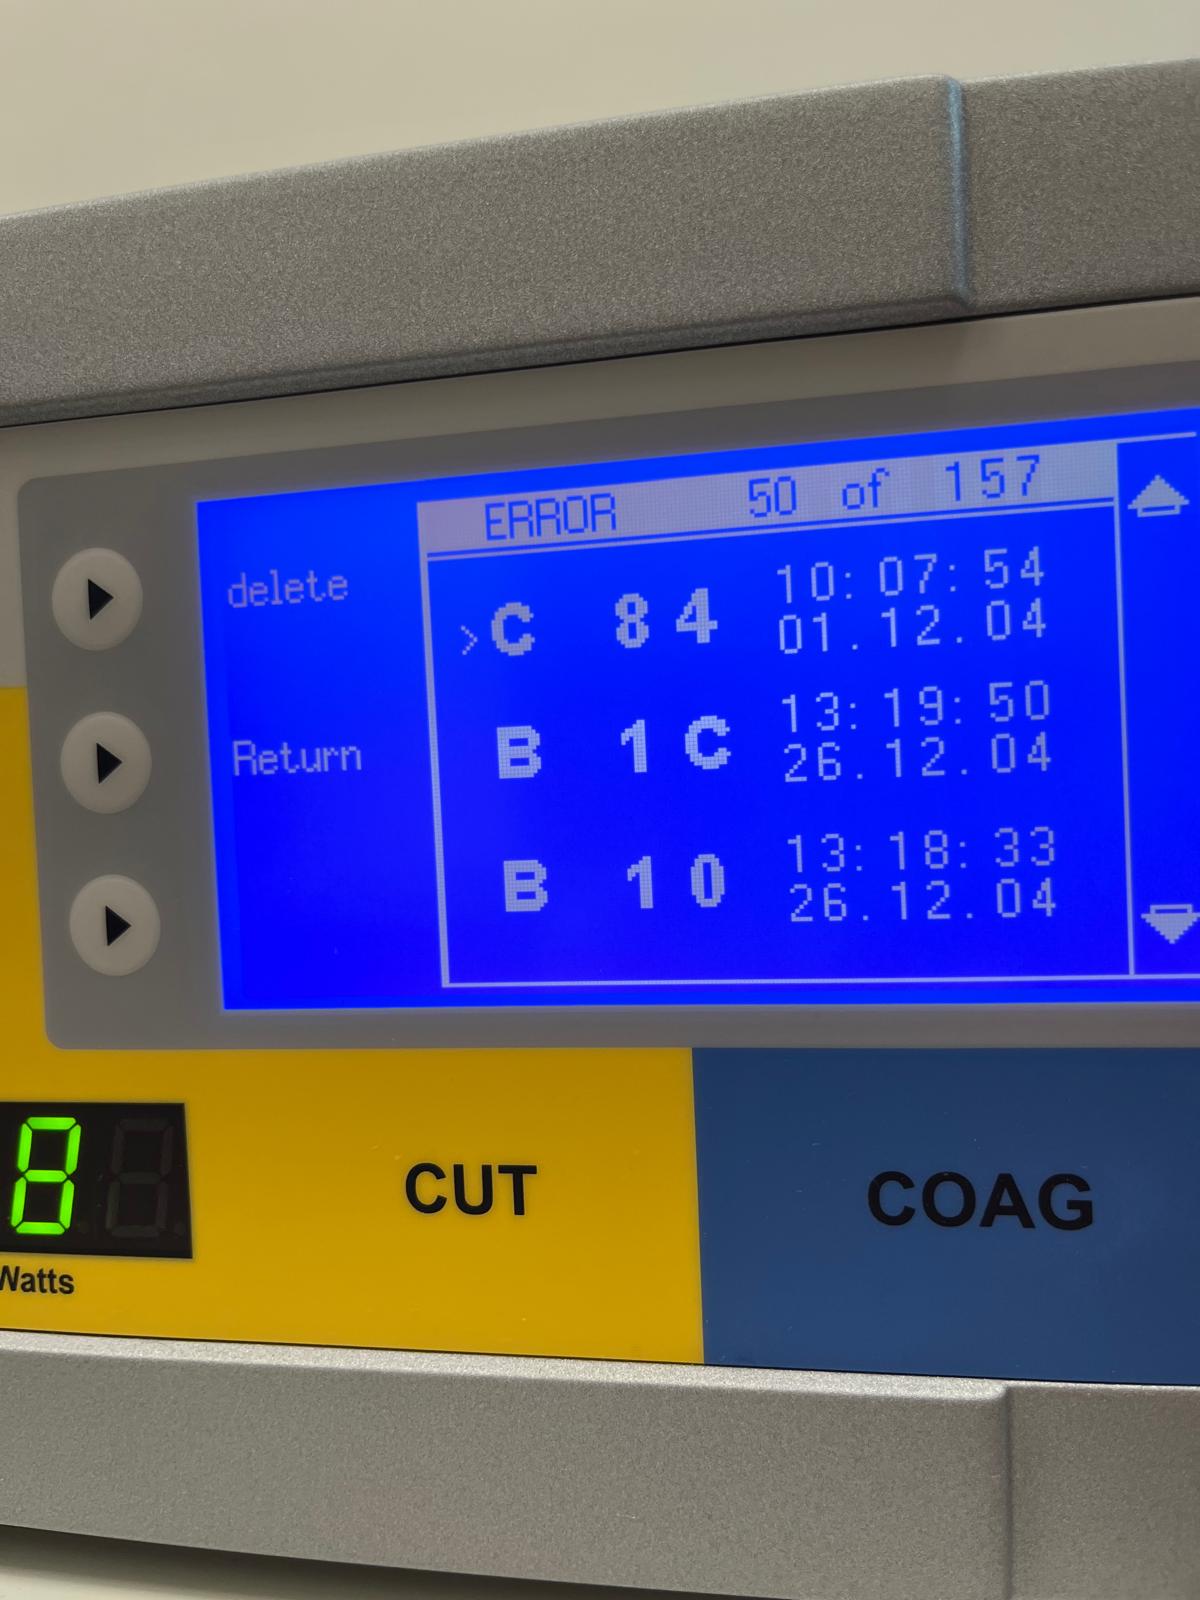 ERROR 50 of 157
delete
>C 84 10:07:54
01.12.04
Return
B 1C 13:19:50
26.12.04
B 10 13:18:33
26.12.04
8
Watts
CUT
COAG